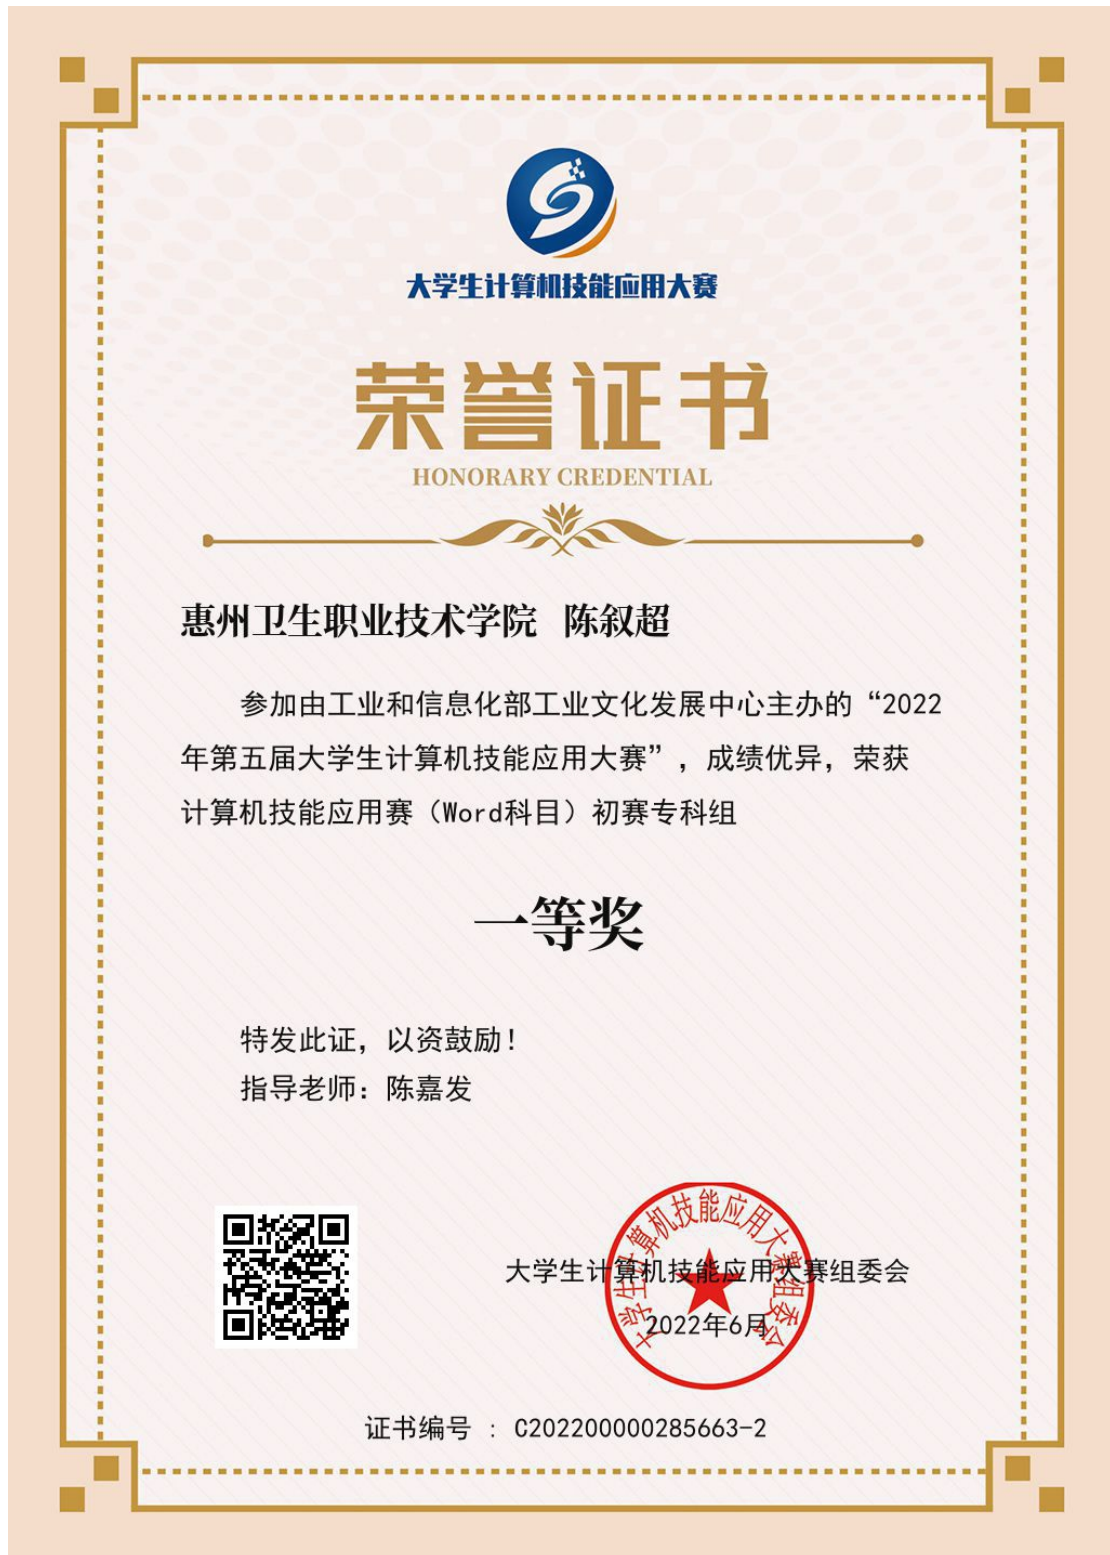 大学生计算机技能应用大赛
荣誉证书
HONORARY CREDENTIAL
惠州卫生职业技术学院 陈叙超
参加由工业和信息化部工业文化发展中心主办的“2022
年第五届大学生计算机技能应用大赛”，成绩优异，荣获
计算机技能应用赛（Word科目）初赛专科组
一等奖
特发此证，以资鼓励！
指导老师：陈嘉发
大学生计算机技能应用大赛组委会
大学生计算机技能应用大赛组委会
2022年6月
证书编号 : C202200000285663-2